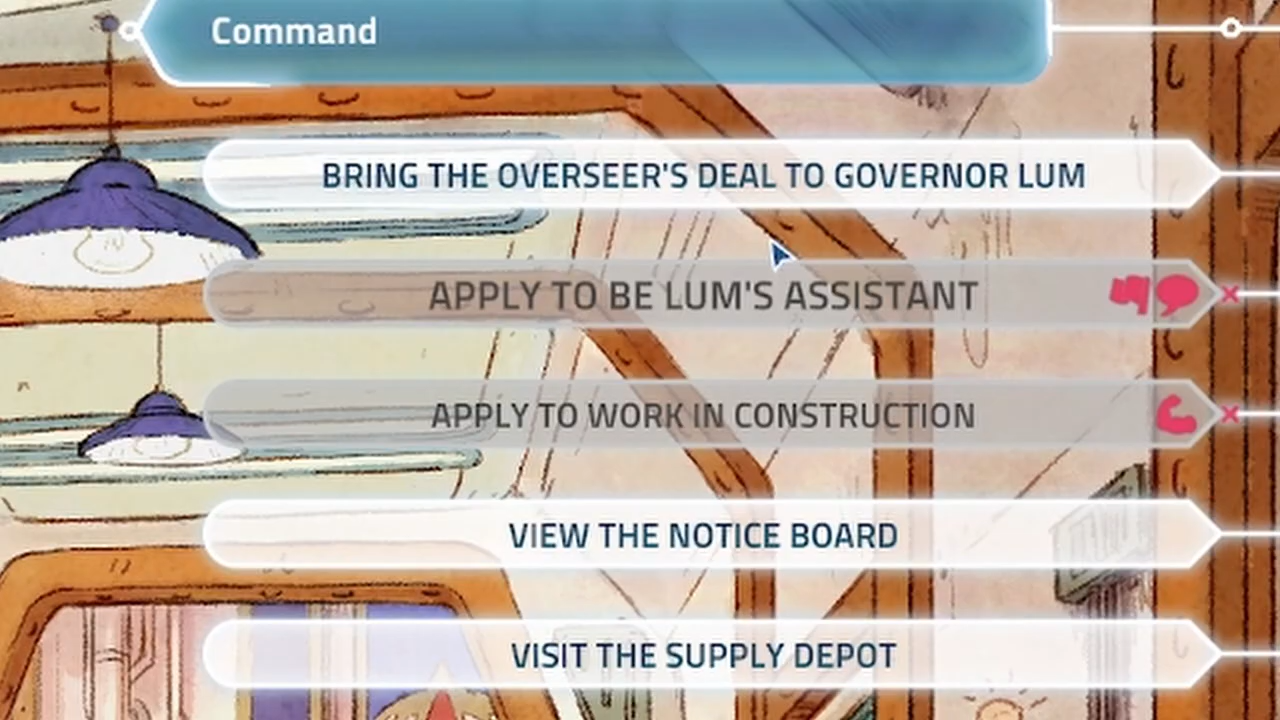 Command
BRING THE OVERSEER'S DEAL TO GOVERNOR LUM
APPLY TO BE LUM'S ASSISTANT
APPLY TO WORK IN CONSTRUCTION
VIEW THE NOTICE BOARD
VISIT THE SUPPLY DEPOT